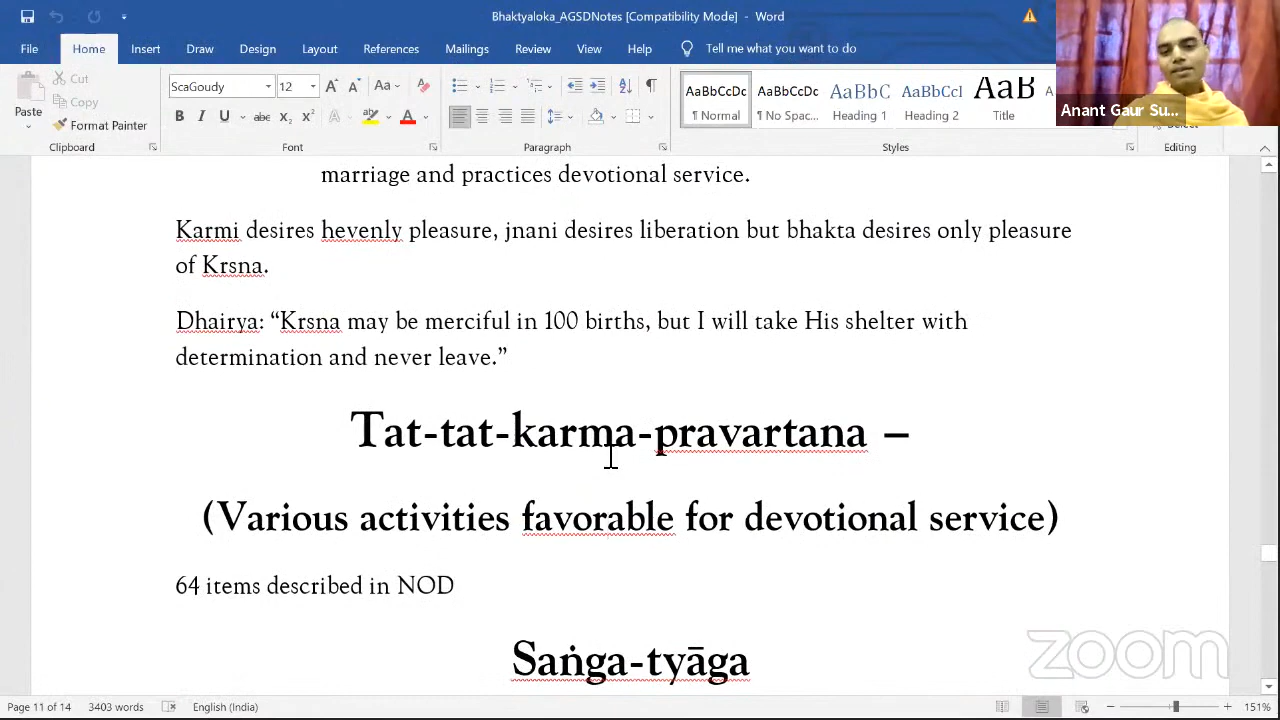 Bhaktyaloka_AGSDNotes [Compatibility Mode] - Word
File Home Insert Draw Design Layout References Mailings Review View Help Tell me what you want to do
Cut
Copy
Format Painter
Paste
Clipboard
ScaGoudy 12
Font
Paragraph
AaBbCcDc AaBbCcDc AaBbC AaBbCcI AaB
¶ Normal ¶ No Spac... Heading 1 Heading 2 Title
Styles
Editing
Anant Gaur Su...
marriage and practices devotional service.
Karmi desires hevenly pleasure, jnani desires liberation but bhakta desires only pleasure
of Krsna.
Dhairya: “Krsna may be merciful in 100 births, but I will take His shelter with
determination and never leave.”
Tat-tat-karma-pravartana –
(Various activities favorable for devotional service)
64 items described in NOD
Saṅga-tyāga
zoom
Page 11 of 14 3403 words English (India) 151%